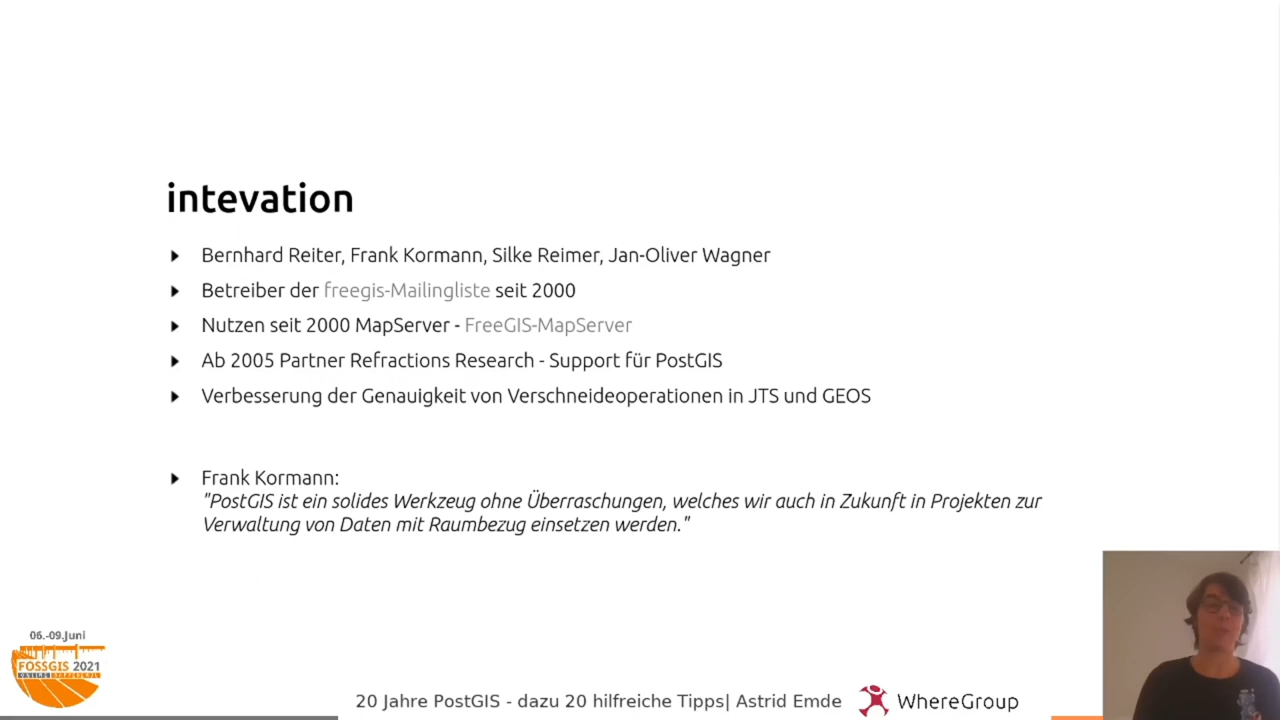 intevation
Bernhard Reiter, Frank Kormann, Silke Reimer, Jan-Oliver Wagner
Betreiber der freegis-Mailingliste seit 2000
Nutzen seit 2000 MapServer - FreeGIS-MapServer
Ab 2005 Partner Refractions Research - Support für PostGIS
Verbesserung der Genauigkeit von Verschneideoperationen in JTS und GEOS
Frank Kormann:
"PostGIS ist ein solides Werkzeug ohne Überraschungen, welches wir auch in Zukunft in Projekten zur
Verwaltung von Daten mit Raumbezug einsetzen werden."
06.-09.Juni
FOSSGIS 2021
20 Jahre PostGIS - dazu 20 hilfreiche Tipps| Astrid Emde
WhereGroup